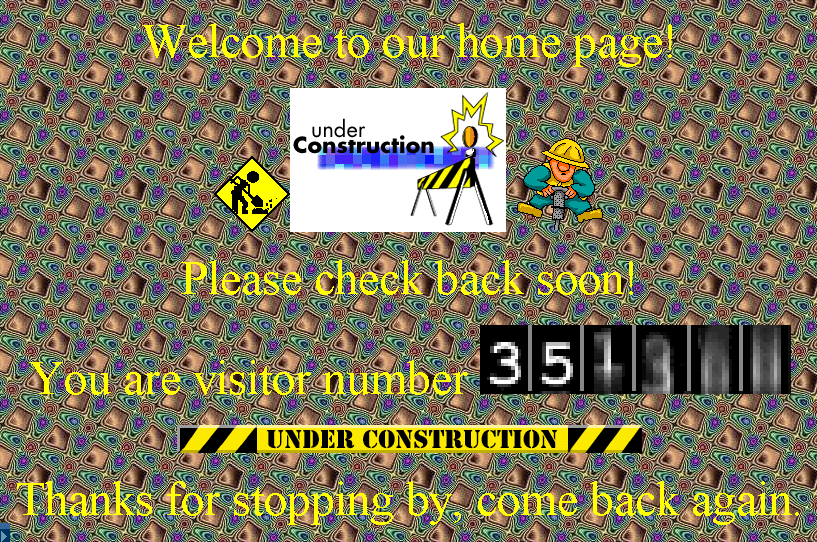 Welcome to our home page!
under
Construction
Please check back soon!
You are visitor number 35
UNDER CONSTRUCTION
Thanks for stopping by, come back again.